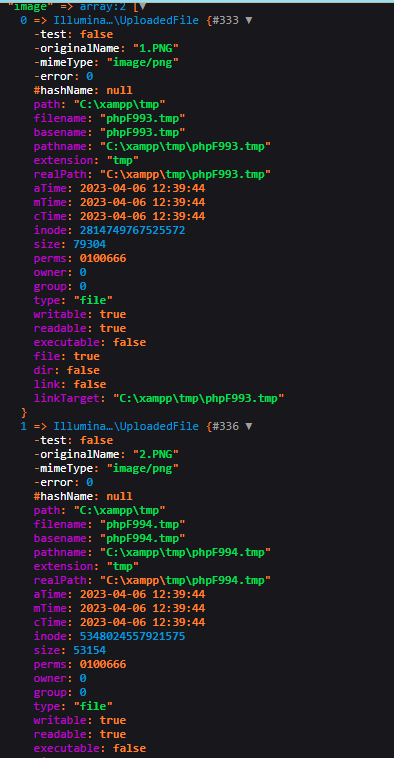 "image" => array:2 [▼
0 => Illumina…\UploadedFile {#333 ▼
-test: false
-originalName: "1.PNG"
-mimeType: "image/png"
-error: 0
#hashName: null
path: "C:\xampp\tmp"
filename: "phpF993.tmp"
basename: "phpF993.tmp"
pathname: "C:\xampp\tmp\phpF993.tmp"
extension: "tmp"
realPath: "C:\xampp\tmp\phpF993.tmp"
aTime: 2023-04-06 12:39:44
mTime: 2023-04-06 12:39:44
cTime: 2023-04-06 12:39:44
inode: 2814749767525572
size: 79304
perms: 0100666
owner: 0
group: 0
type: "file"
writable: true
readable: true
executable: false
file: true
dir: false
link: false
linkTarget: "C:\xampp\tmp\phpF993.tmp"
}
1 => Illumina…\UploadedFile {#336 ▼
-test: false
-originalName: "2.PNG"
-mimeType: "image/png"
-error: 0
#hashName: null
path: "C:\xampp\tmp"
filename: "phpF994.tmp"
basename: "phpF994.tmp"
pathname: "C:\xampp\tmp\phpF994.tmp"
extension: "tmp"
realPath: "C:\xampp\tmp\phpF994.tmp"
aTime: 2023-04-06 12:39:44
mTime: 2023-04-06 12:39:44
cTime: 2023-04-06 12:39:44
inode: 5348024557921575
size: 53154
perms: 0100666
owner: 0
group: 0
type: "file"
writable: true
readable: true
executable: false